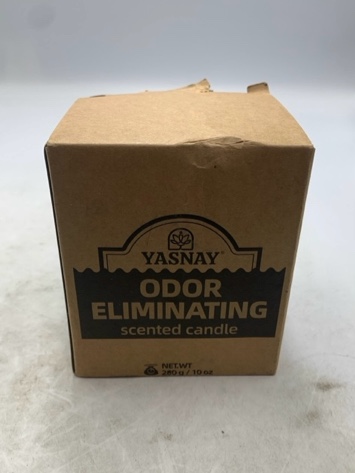 YASNAY
ODOR
ELIMINATING
scented candle
NET.WT
280 g / 10 oz